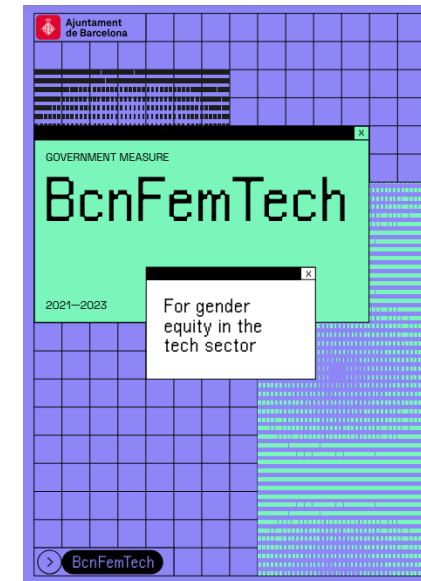 Ajuntament
de Barcelona
x
GOVERNMENT MEASURE
BcnFemTech
x
2021—2023
For gender
equity in the
tech sector
> BcnFemTech